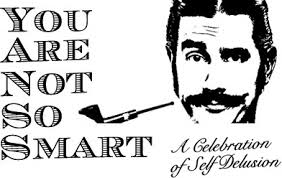 You
Are
Not
So
Smart
A Celebration
of Self Delusion